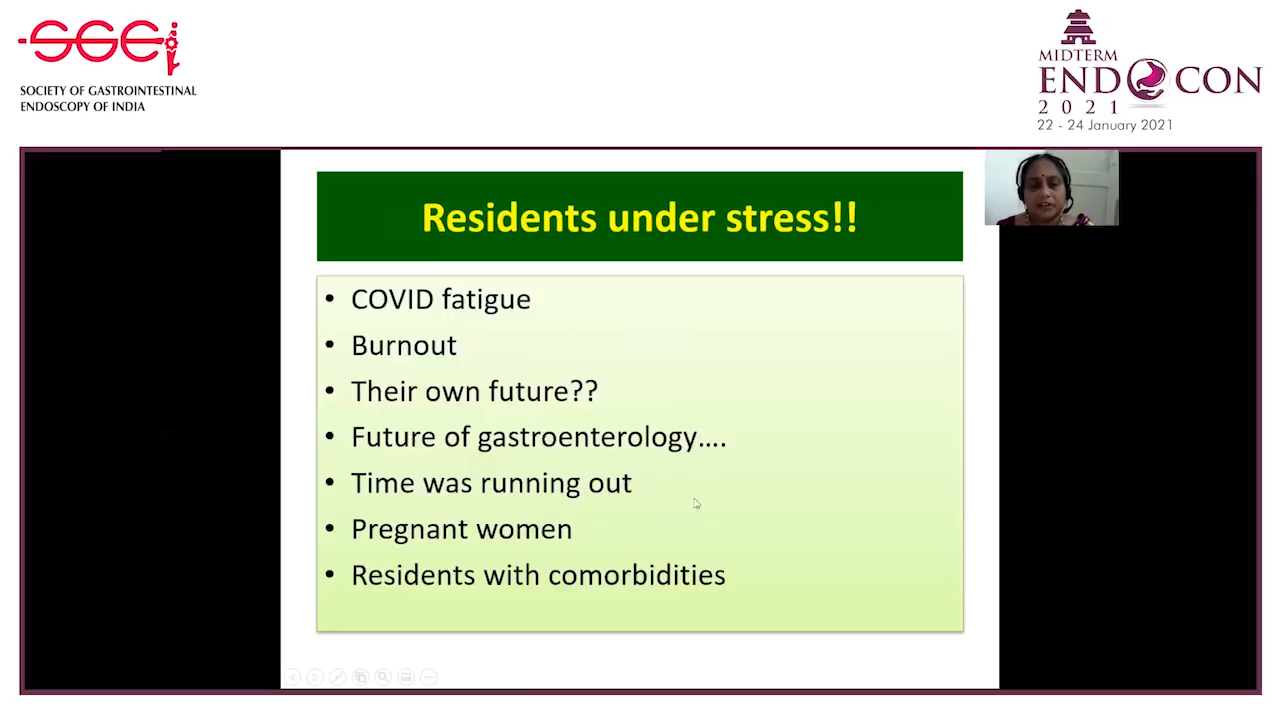 SGEi
SOCIETY OF GASTROINTESTINAL
ENDOSCOPY OF INDIA
MIDTERM
ENDOCON
2021
22 - 24 January 2021
Residents under stress!!
• COVID fatigue
• Burnout
• Their own future??
• Future of gastroenterology....
• Time was running out
• Pregnant women
• Residents with comorbidities